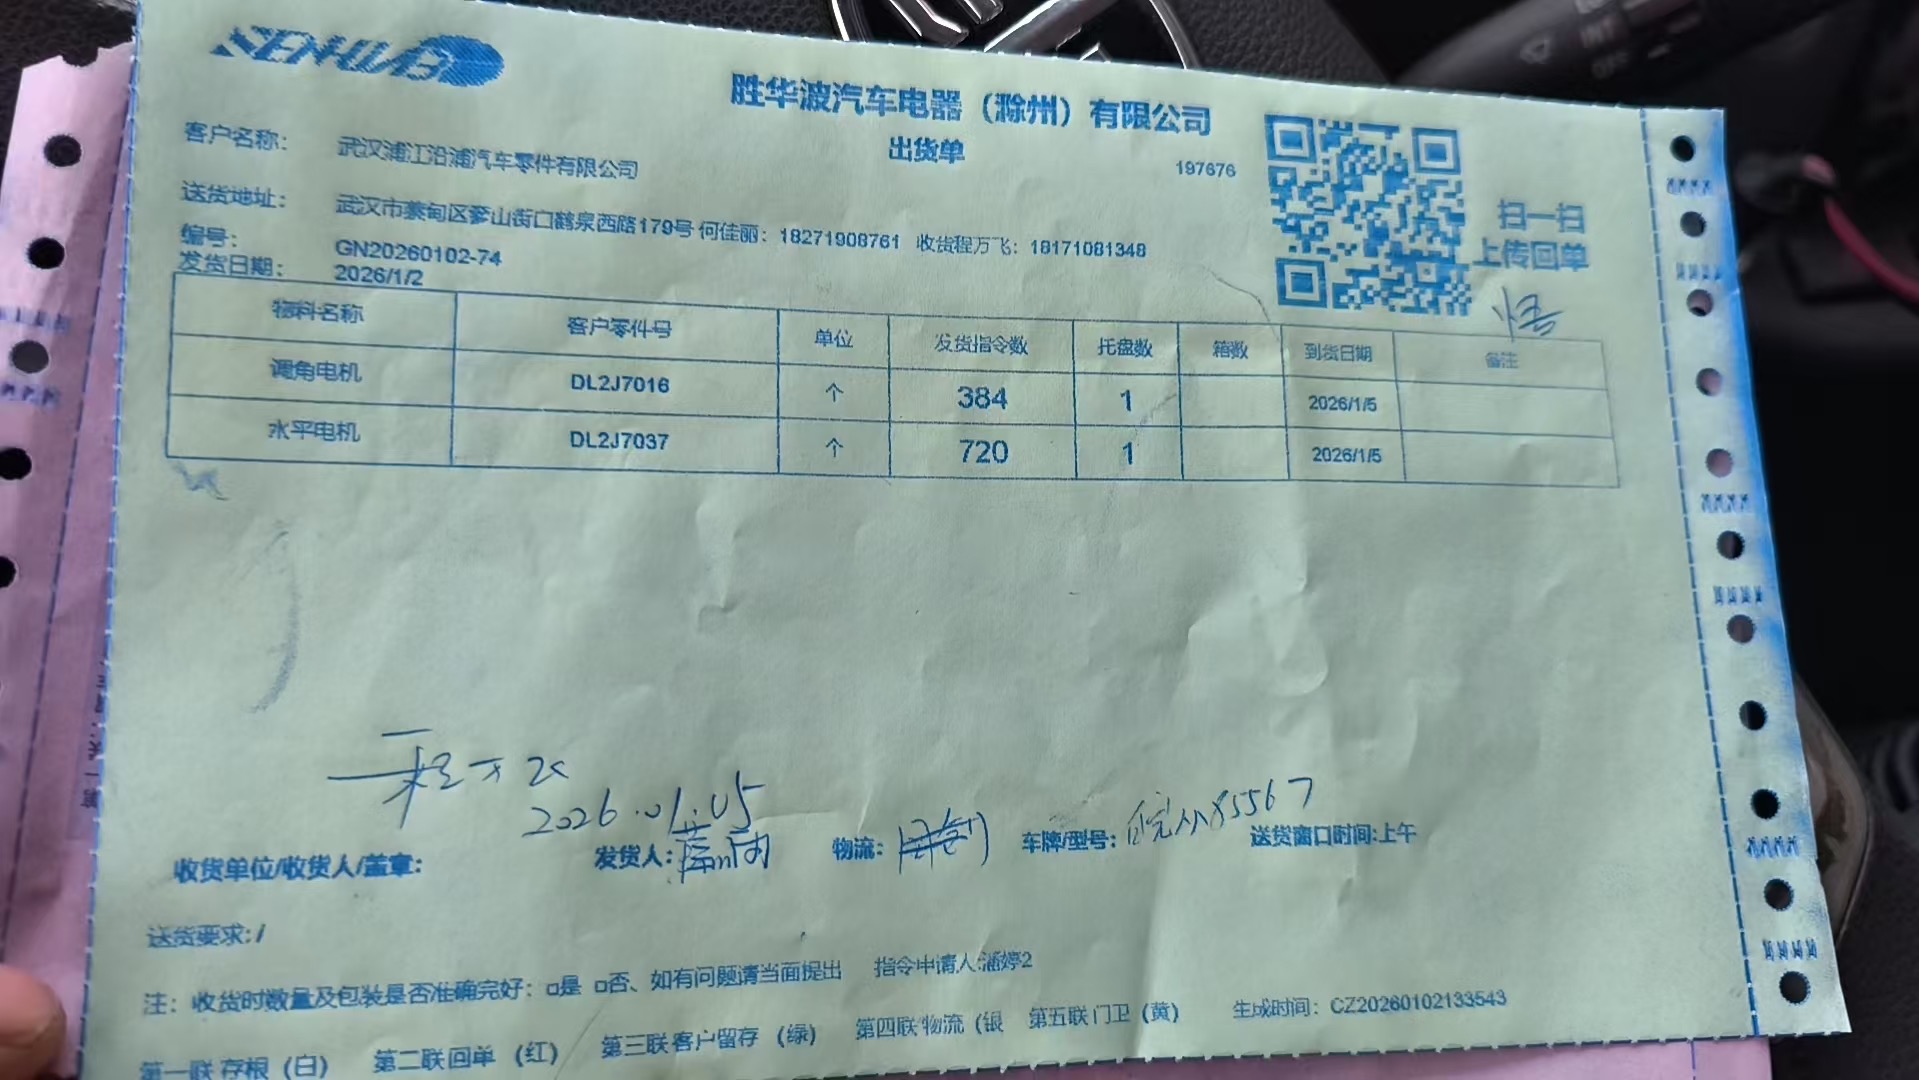 SENHUABO
胜华波汽车电器（滁州）有限公司
出货单
197676
客户名称： 武汉浦江沿浦汽车零件有限公司
送货地址： 武汉市蔡甸区奓山街口鹤泉西路179号 何佳丽：18271908761 收货程万飞：18171081348
编号： GN20260102-74
发货日期： 2026/1/2
扫一扫
上传回单
物料名称 客户零件号 单位 发货指令数 托盘数 箱数 到货日期 备注
调角电机 DL2J7016 个 384 1 2026/1/5
水平电机 DL2J7037 个 720 1 2026/1/5
程万飞
2026.01.05
收货单位/收货人/盖章： 发货人： 物流： 车牌/型号： 送货窗口时间:上午
送货要求:/
注：收货时数量及包装是否准确完好：□是 □否、如有问题请当面提出 指令申请人:潘婷2
第一联 存根（白） 第二联 回单（红） 第三联 客户留存（绿） 第四联 物流（银 第五联 门卫（黄） 生成时间：CZ20260102133543